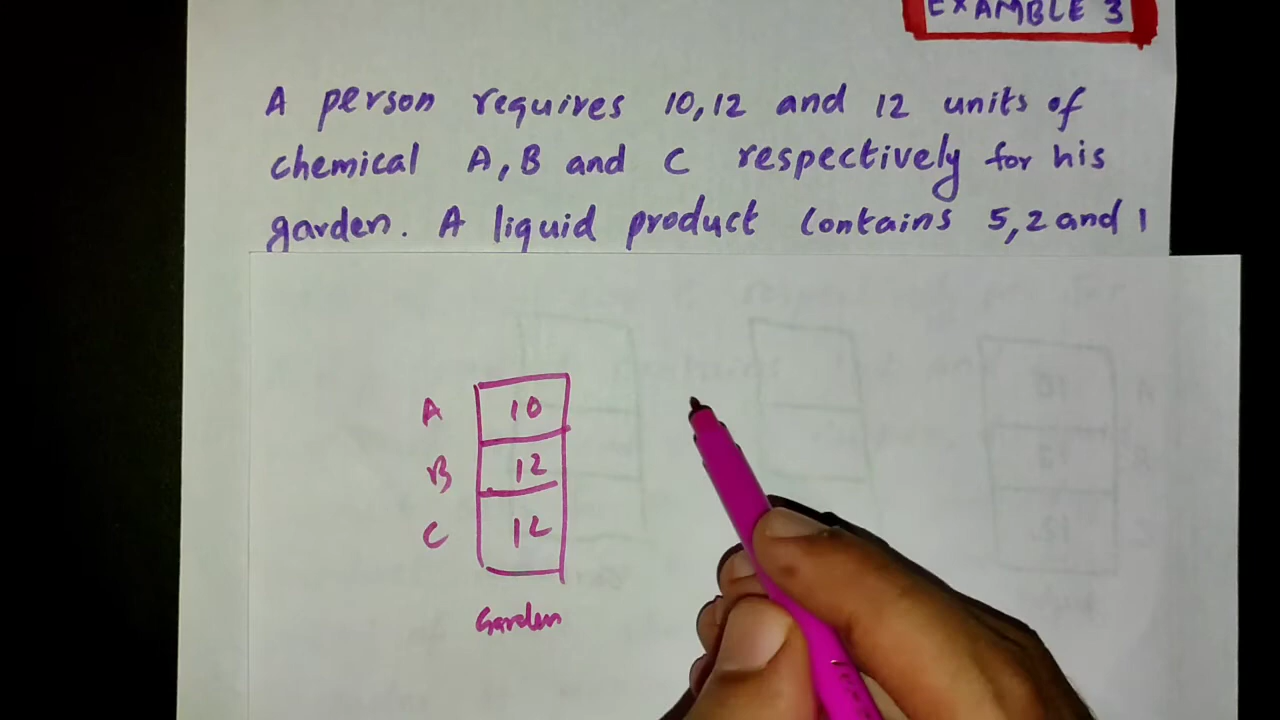 EXAMBLE 3
A person requires 10,12 and 12 units of
chemical A,B and C respectively for his
garden. A liquid product contains 5,2 and 1
A 10
B 12
C 12
Garden